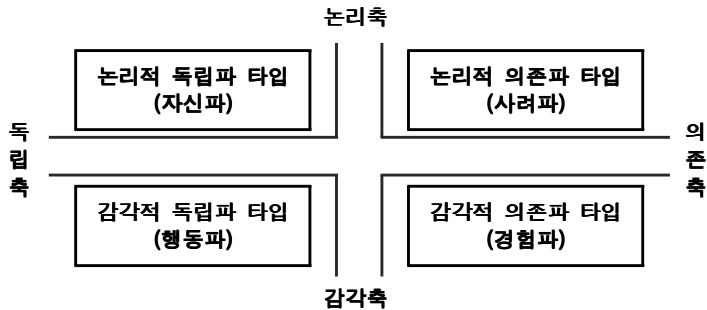 논리축
논리적 독립파 타입
(자신파)
논리적 의존파 타입
(사려파)
독립축
의존축
감각적 독립파 타입
(행동파)
감각적 의존파 타입
(경험파)
감각축